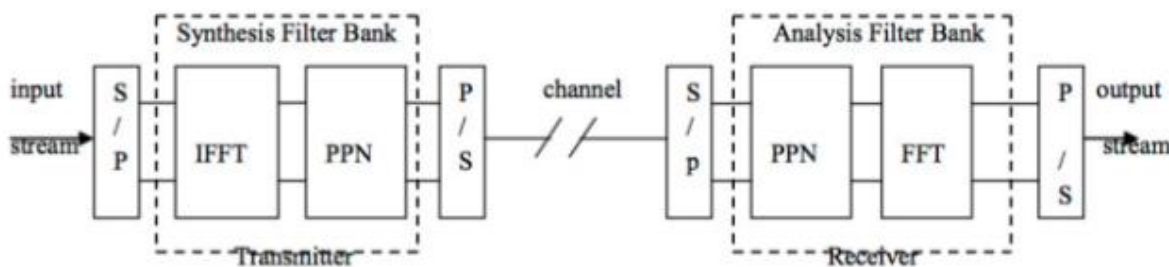 Synthesis Filter Bank
Analysis Filter Bank
input
stream
S
/
P
IFFT
PPN
P
/
S
channel
S
/
p
PPN
FFT
P
/
S
output
stream
Transmitter
Receiver